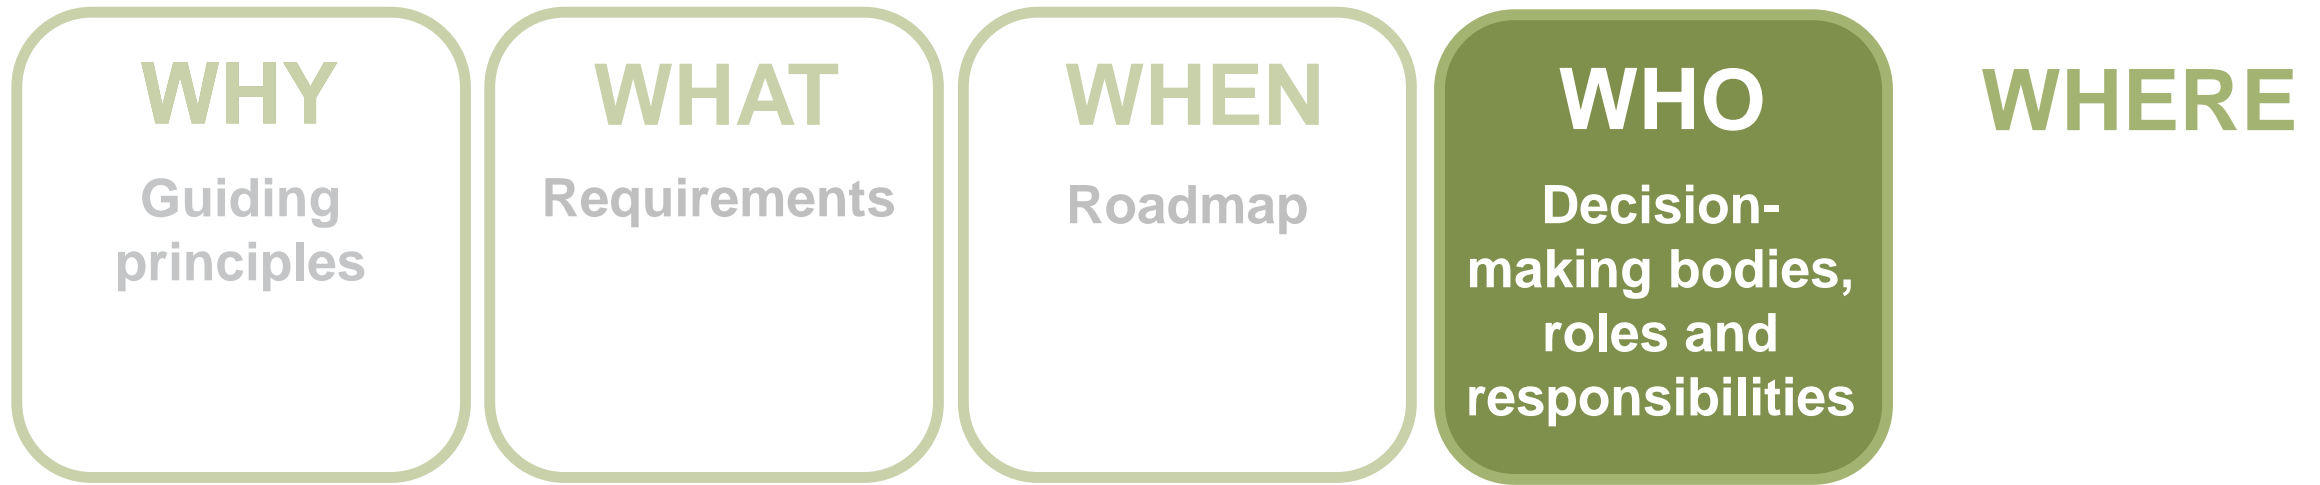 WHY
Guiding
principles
WHAT
Requirements
WHEN
Roadmap
WHO
Decision-
making bodies,
roles and
responsibilities
WHERE